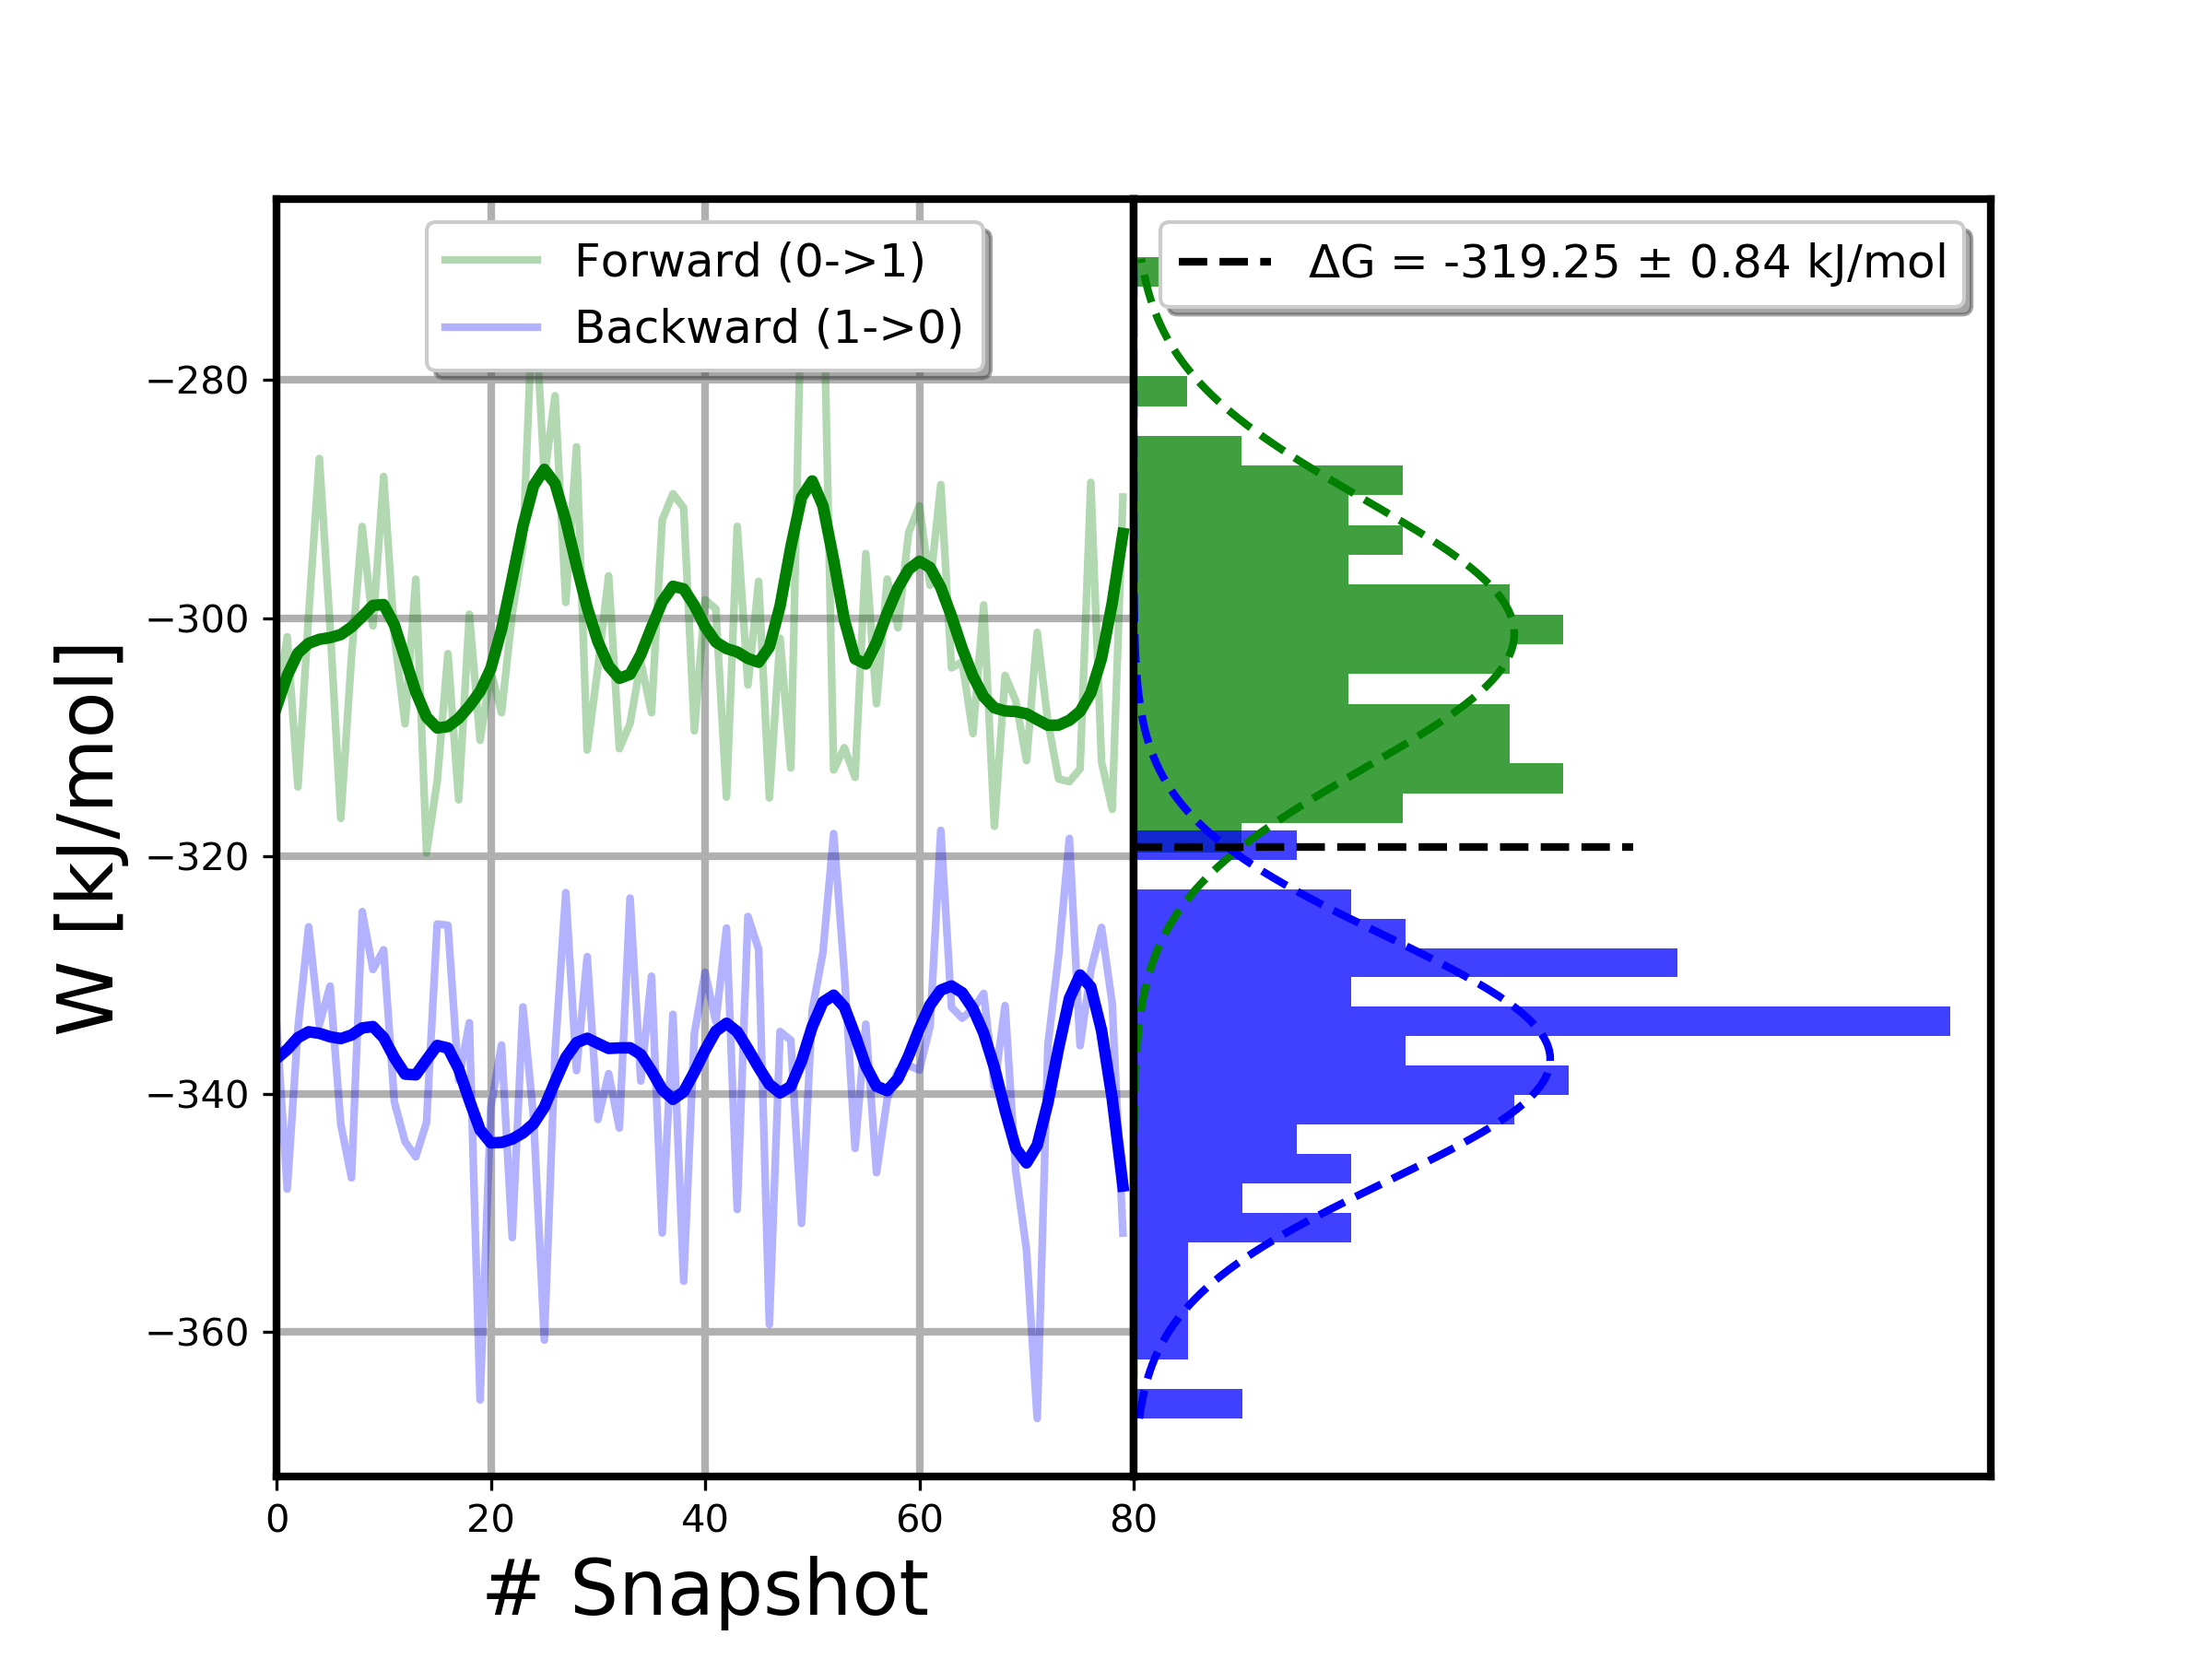 Forward (0->1)
Backward (1->0)
ΔG = -319.25 ± 0.84 kJ/mol
W [kJ/mol]
−280
−300
−320
−340
−360
0 20 40 60 80
# Snapshot